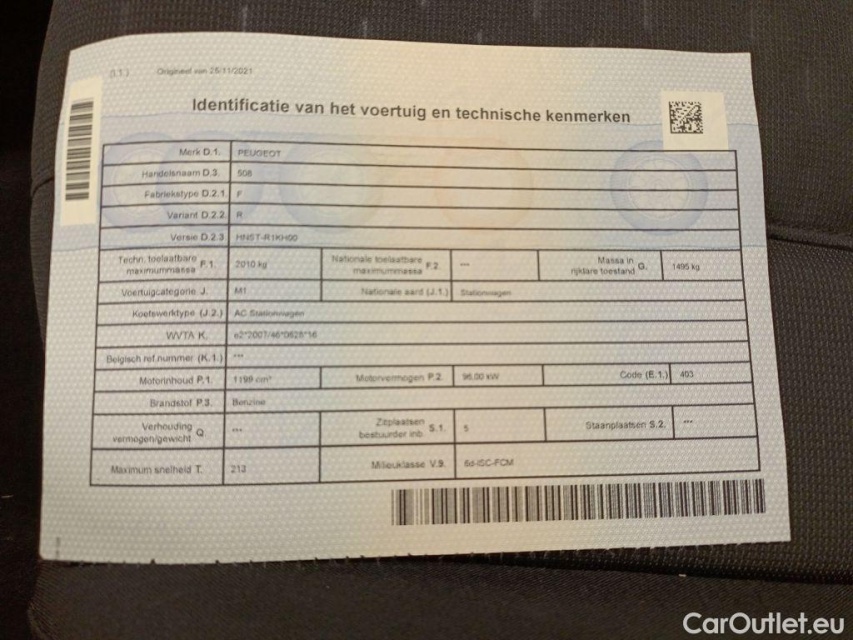 (I.1.) Origineel van 26/11/2021
Identificatie van het voertuig en technische kenmerken
Merk D.1. PEUGEOT
Handelsnaam D.3. 508
Fabriekstype D.2.1. F
Variant D.2.2. R
Versie D.2.3 HNST-R1KH00
Techn. toelaatbare maximummassa F.1. 2010 kg Nationale toelaatbare maximummassa F.2 --- Massa in rijklare toestand G. 1495 kg
Voertuigcategorie J. M1 Nationale aard (J.1.) Stationwagen
Koetswerktype (J.2.) AC Stationwagen
WVTA K. e2*2007/46*0628*16
Belgisch ref.nummer (K.1.) ***
Motorinhoud P.1. 1199 cm³ Motorvermogen P.2. 96.00 kW Code (E.1.) 403
Brandstof P.3. Benzine
Verhouding vermogen/gewicht Q *** Zitplaatsen bestuurder inb. S.1. 5 Staanplaatsen S.2. ***
Maximum snelheid T. 213 Milieuklasse V.9. 6d-ISC-FCM
CarOutlet.eu